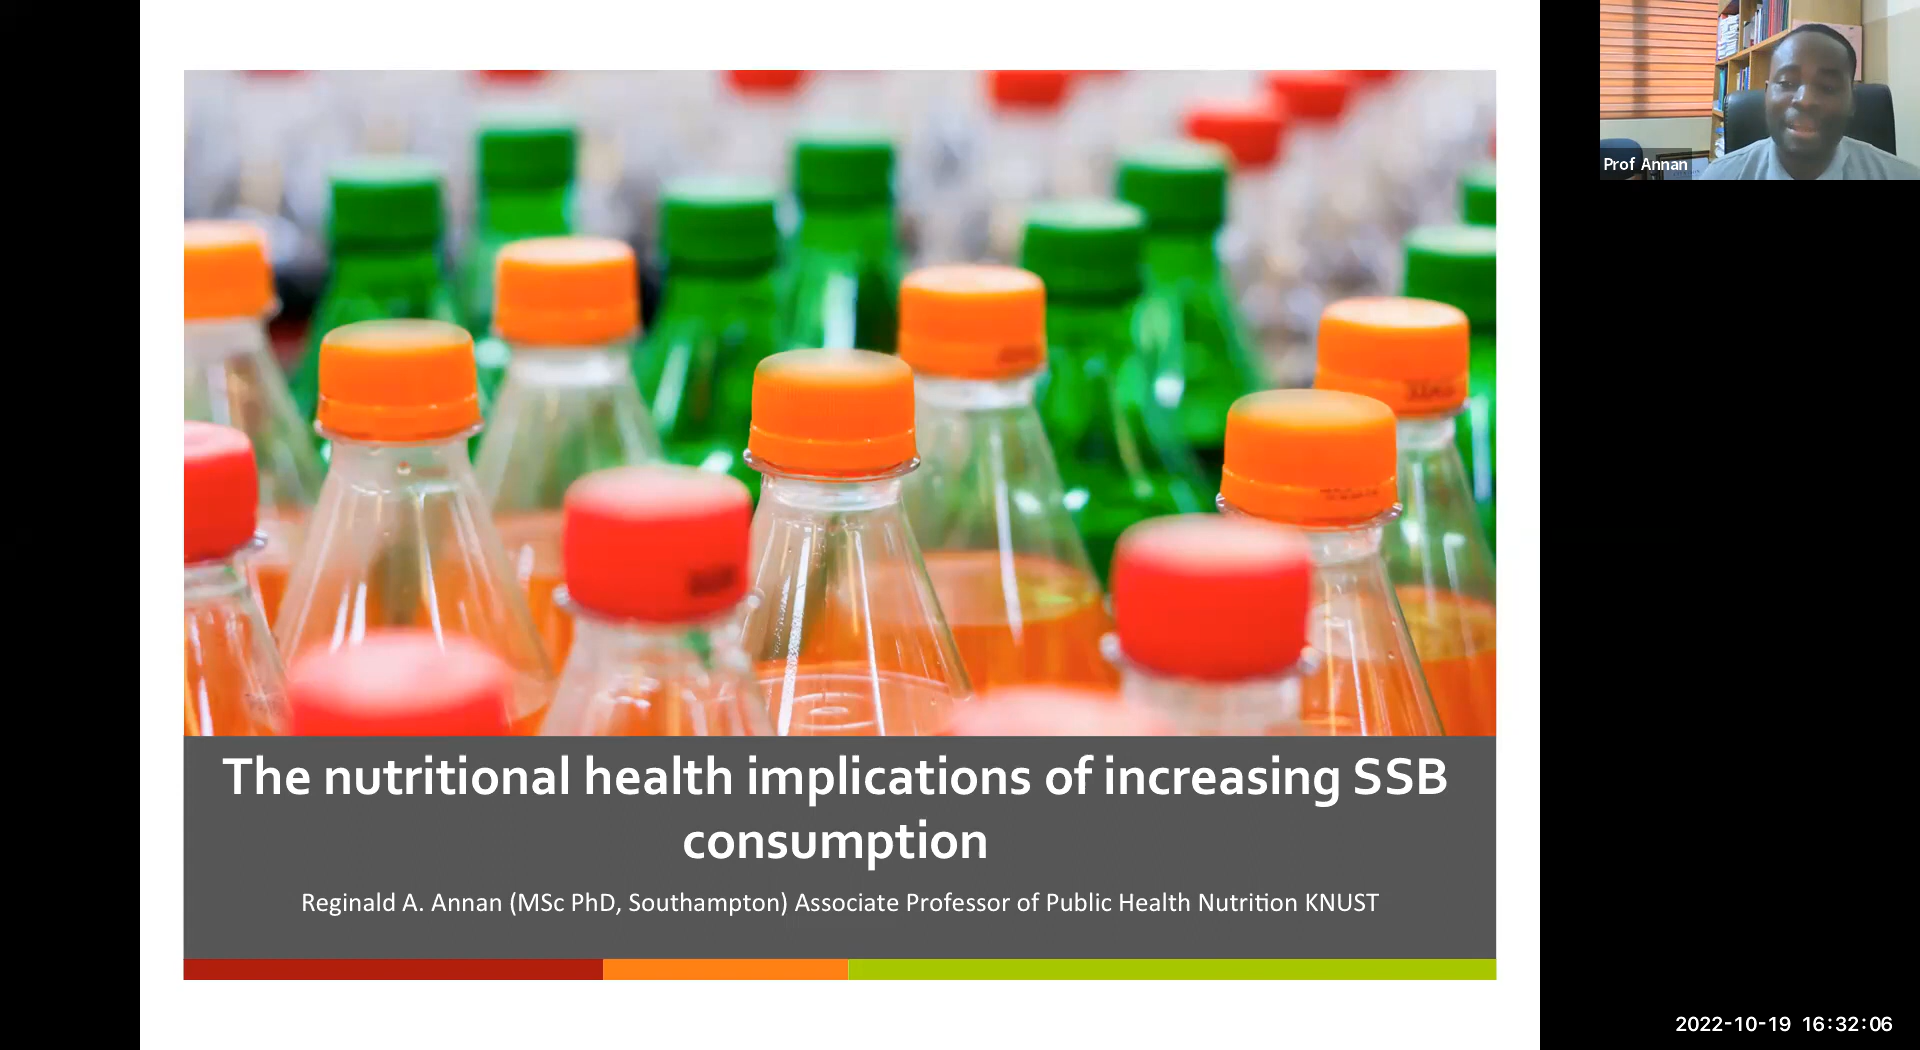 The nutritional health implications of increasing SSB
consumption
Reginald A. Annan (MSc PhD, Southampton) Associate Professor of Public Health Nutrition KNUST
Prof Annan
2022-10-19 16:32:06